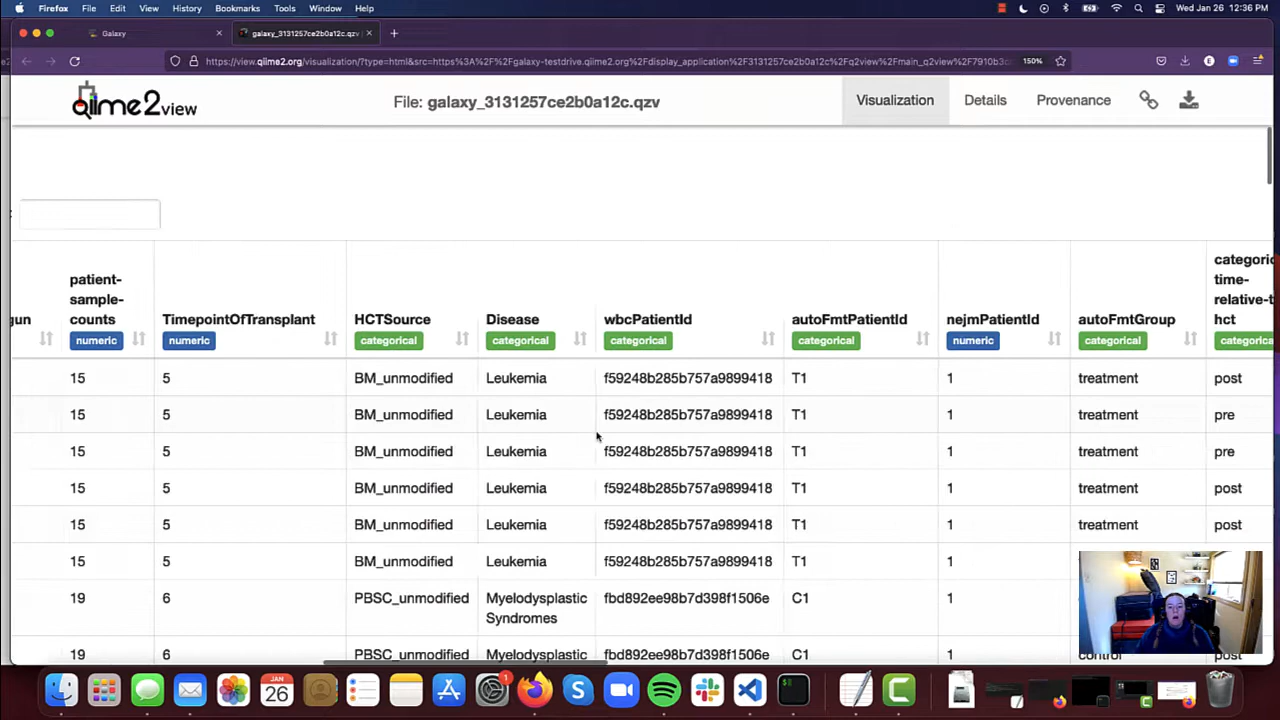 Firefox File Edit View History Bookmarks Tools Window Help Wed Jan 26 12:36 PM
Galaxy galaxy_3131257ce2b0a12c.qzv
https://view.qiime2.org/visualization/?type=html&src=https%3A%2F%2Fgalaxy-testdrive.qiime2.org%2Fdisplay_application%2F3131257ce2b0a12c%2Fq2view%2Fmain_q2view%2F7910b3c 150%
qiime2view File: galaxy_3131257ce2b0a12c.qzv Visualization Details Provenance
gun patient-sample-counts TimepointOfTransplant HCTSource Disease wbcPatientId autoFmtPatientId nejmPatientId autoFmtGroup categoric time-relative-t hct
numeric numeric categorical categorical categorical categorical numeric categorical categorica
15 5 BM_unmodified Leukemia f59248b285b757a9899418 T1 1 treatment post
15 5 BM_unmodified Leukemia f59248b285b757a9899418 T1 1 treatment pre
15 5 BM_unmodified Leukemia f59248b285b757a9899418 T1 1 treatment pre
15 5 BM_unmodified Leukemia f59248b285b757a9899418 T1 1 treatment post
15 5 BM_unmodified Leukemia f59248b285b757a9899418 T1 1 treatment post
15 5 BM_unmodified Leukemia f59248b285b757a9899418 T1 1
19 6 PBSC_unmodified Myelodysplastic Syndromes fbd892ee98b7d398f1506e C1 1
19 6 PBSC_unmodified Myelodysplastic fbd892ee98b7d398f1506e C1 1 control post
JAN
26
1